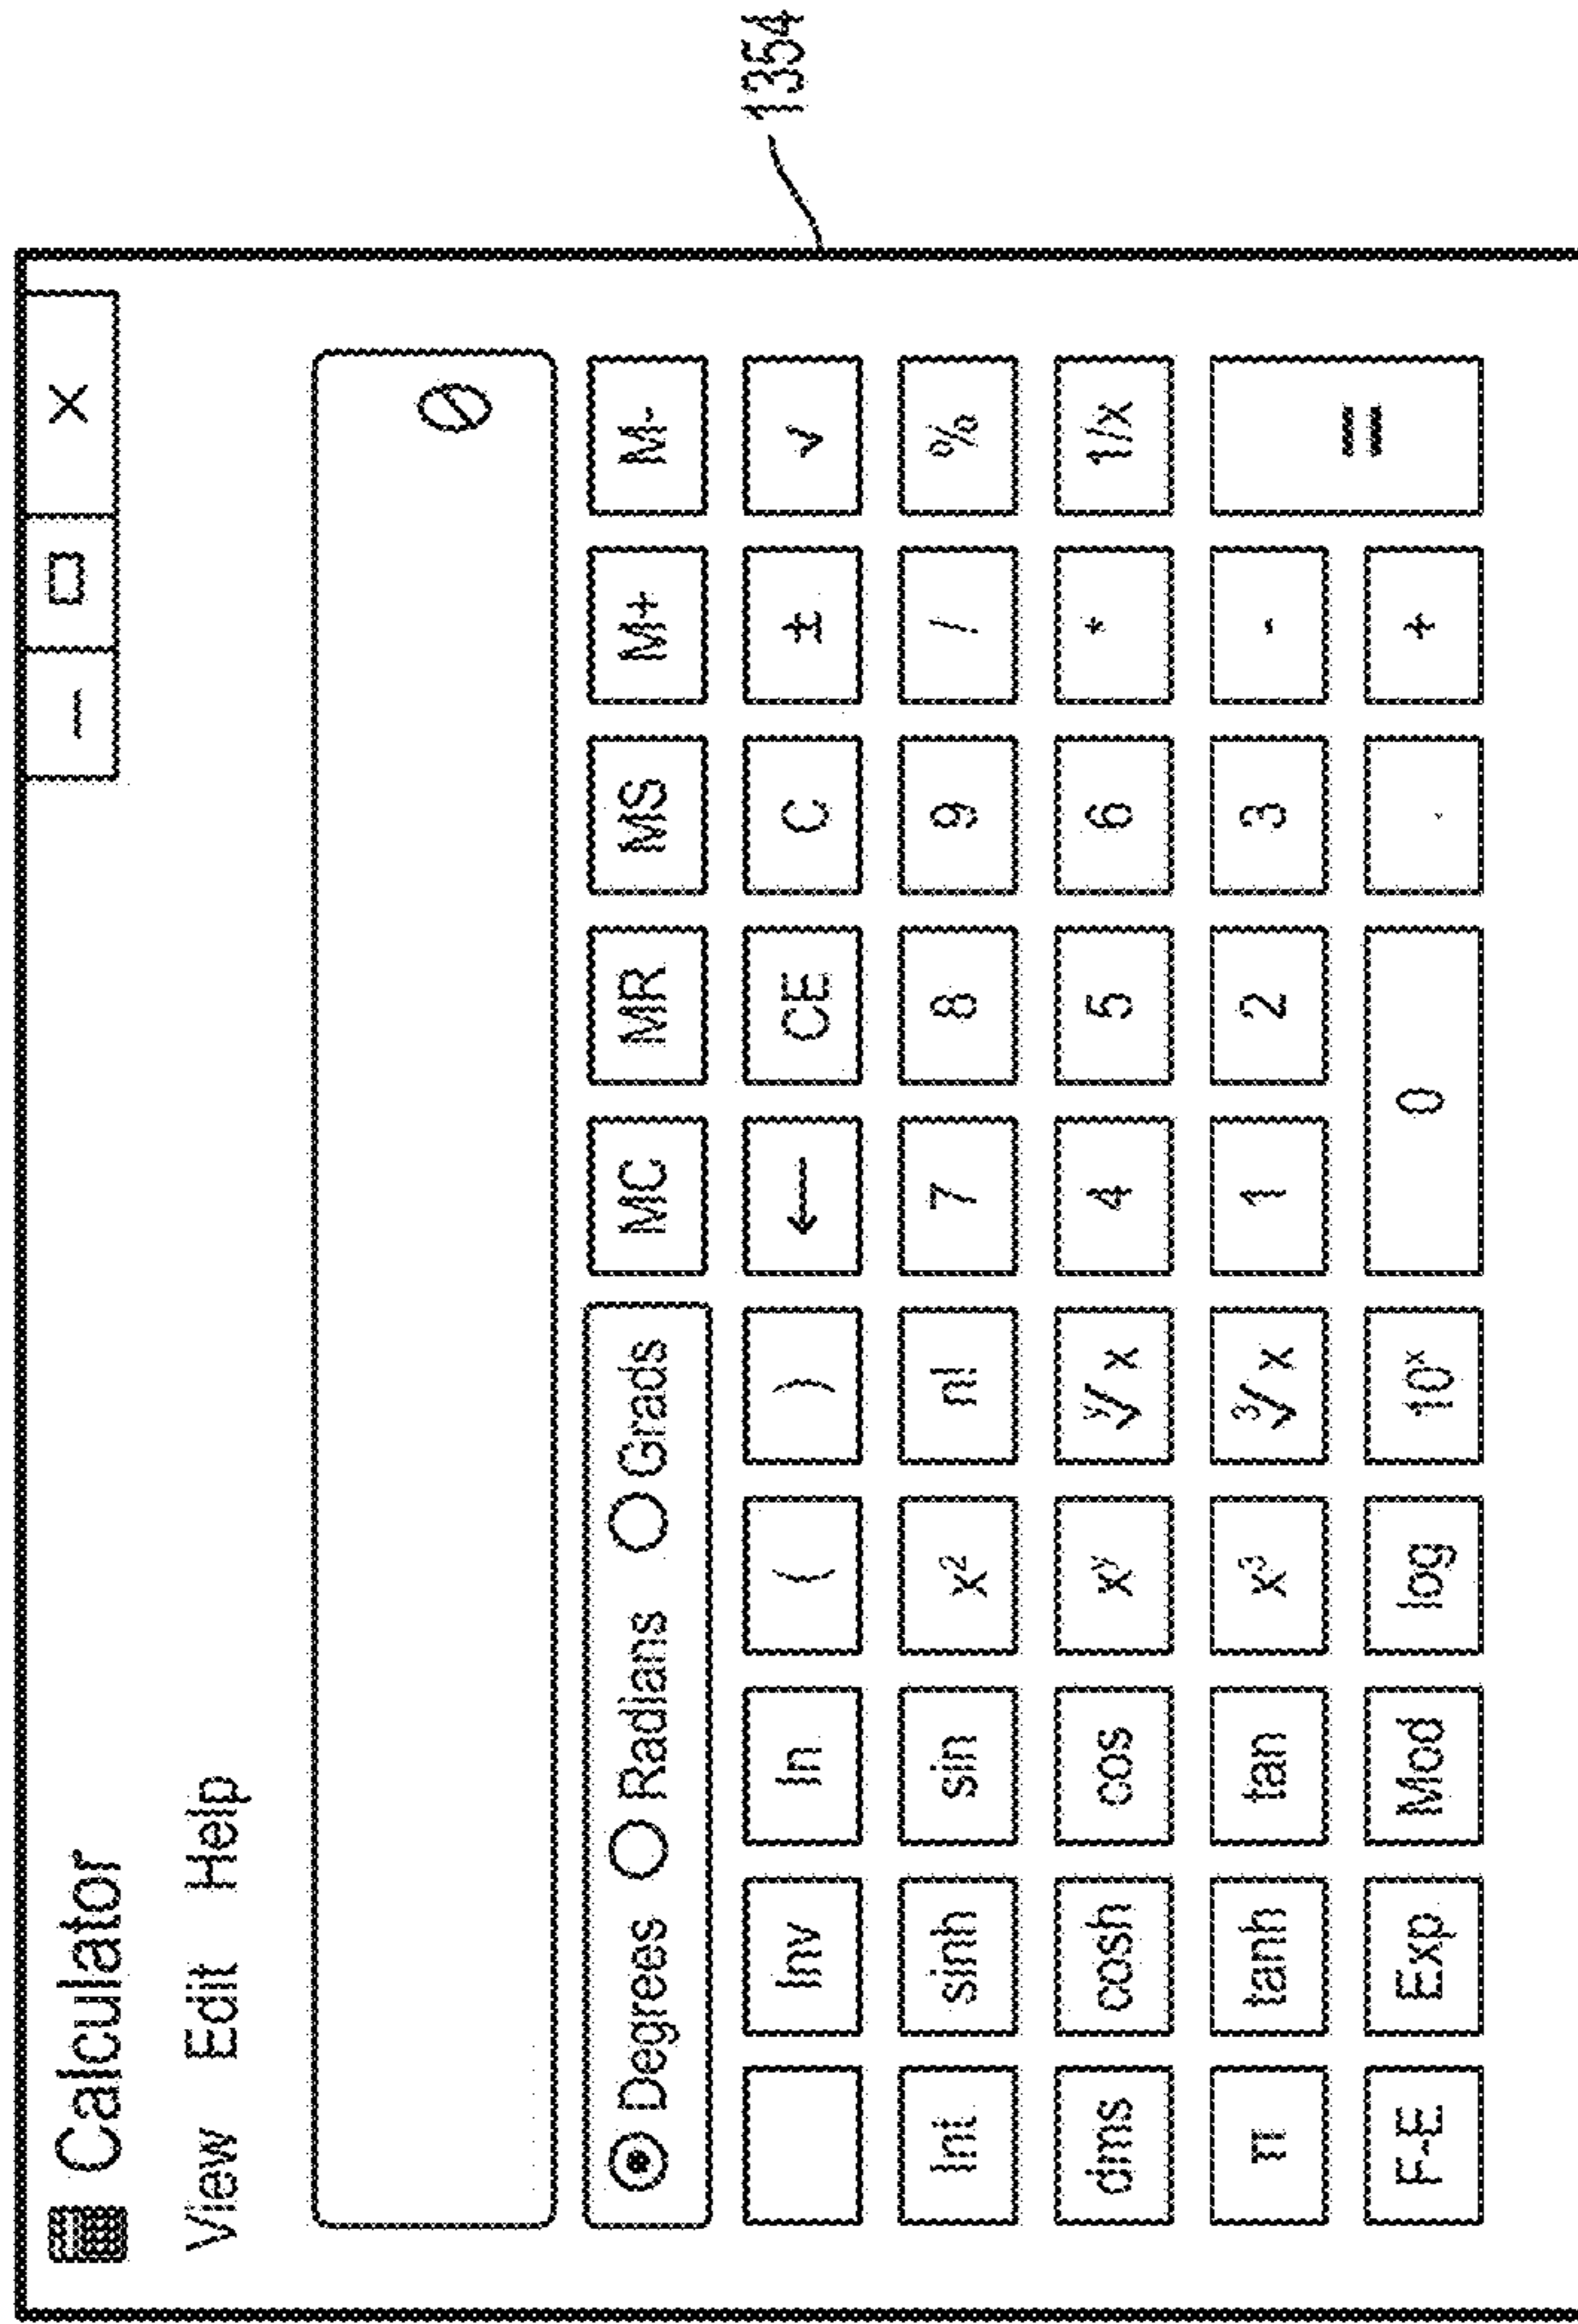 Calculator − □ X
View Edit Help
0
Degrees Radians Grads MC MR MS M+ M-
Inv In ( ) ← CE C ± √
Int sinh sin x² n! 7 8 9 / %
dms cosh cos xʸ ʸ√x 4 5 6 * 1/x
π tanh tan x³ ³√x 1 2 3 - =
F-E Exp Mod log 10ˣ 0 . +
1354